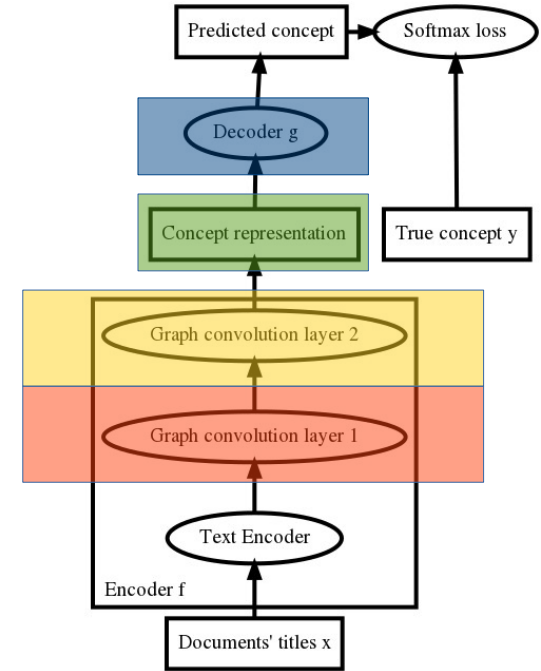 Predicted concept
Softmax loss
Decoder g
Concept representation
True concept y
Graph convolution layer 2
Graph convolution layer 1
Text Encoder
Encoder f
Documents' titles x